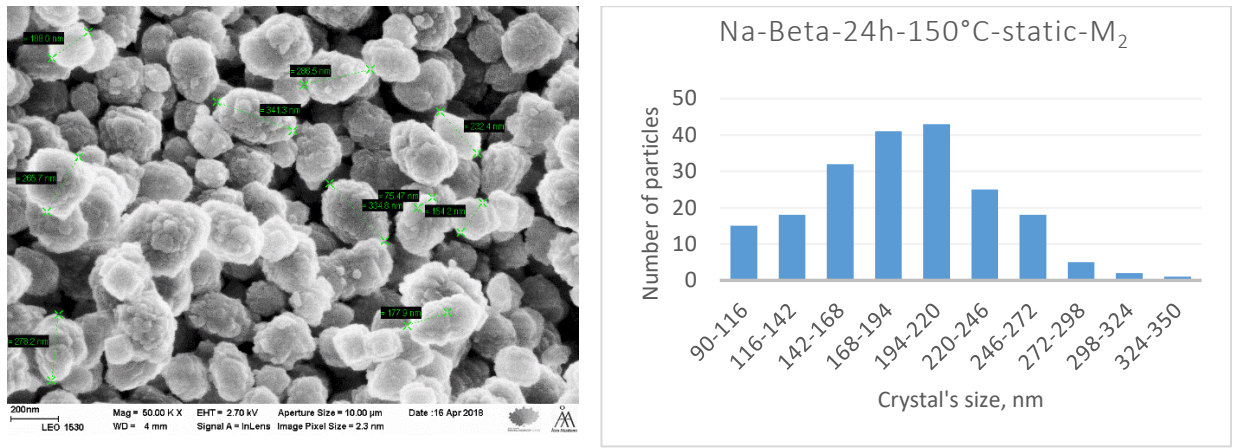 = 168.0 nm
= 286.5 nm
= 341.3 nm
= 232.4 nm
= 265.7 nm
= 75.47 nm
= 334.8 nm
= 154.2 nm
= 177.9 nm
= 278.2 nm
200nm
LEO 1530
Mag = 50.00 K X EHT = 2.70 kV Aperture Size = 10.00 µm Date :16 Apr 2018
WD = 4 mm Signal A = InLens Image Pixel Size = 2.3 nm
Na-Beta-24h-150°C-static-M2
Number of particles
50
40
30
20
10
0
90-116
116-142
142-168
168-194
194-220
220-246
246-272
272-298
298-324
324-350
Crystal's size, nm